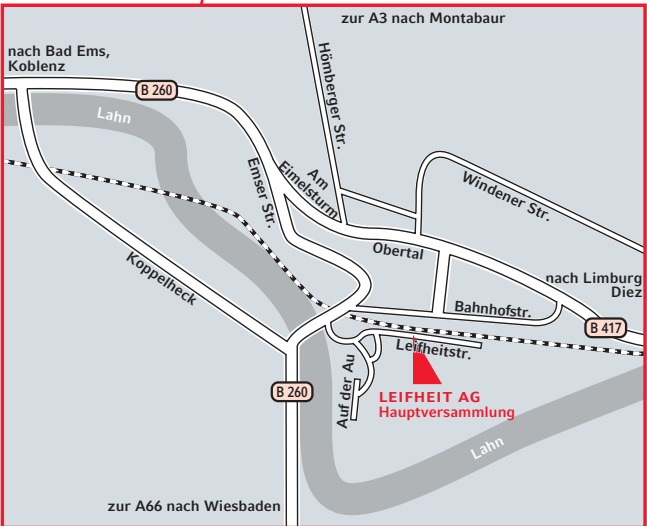 zur A3 nach Montabaur
nach Bad Ems,
Koblenz
B 260
Lahn
Hömberger Str.
Emser Str.
Am
Eimelsturm
Windener Str.
Obertal
Koppelheck
nach Limburg
Diez
Bahnhofstr.
B 417
Leifheitstr.
Auf der Au
B 260
LEIFHEIT AG
Hauptversammlung
Lahn
zur A66 nach Wiesbaden